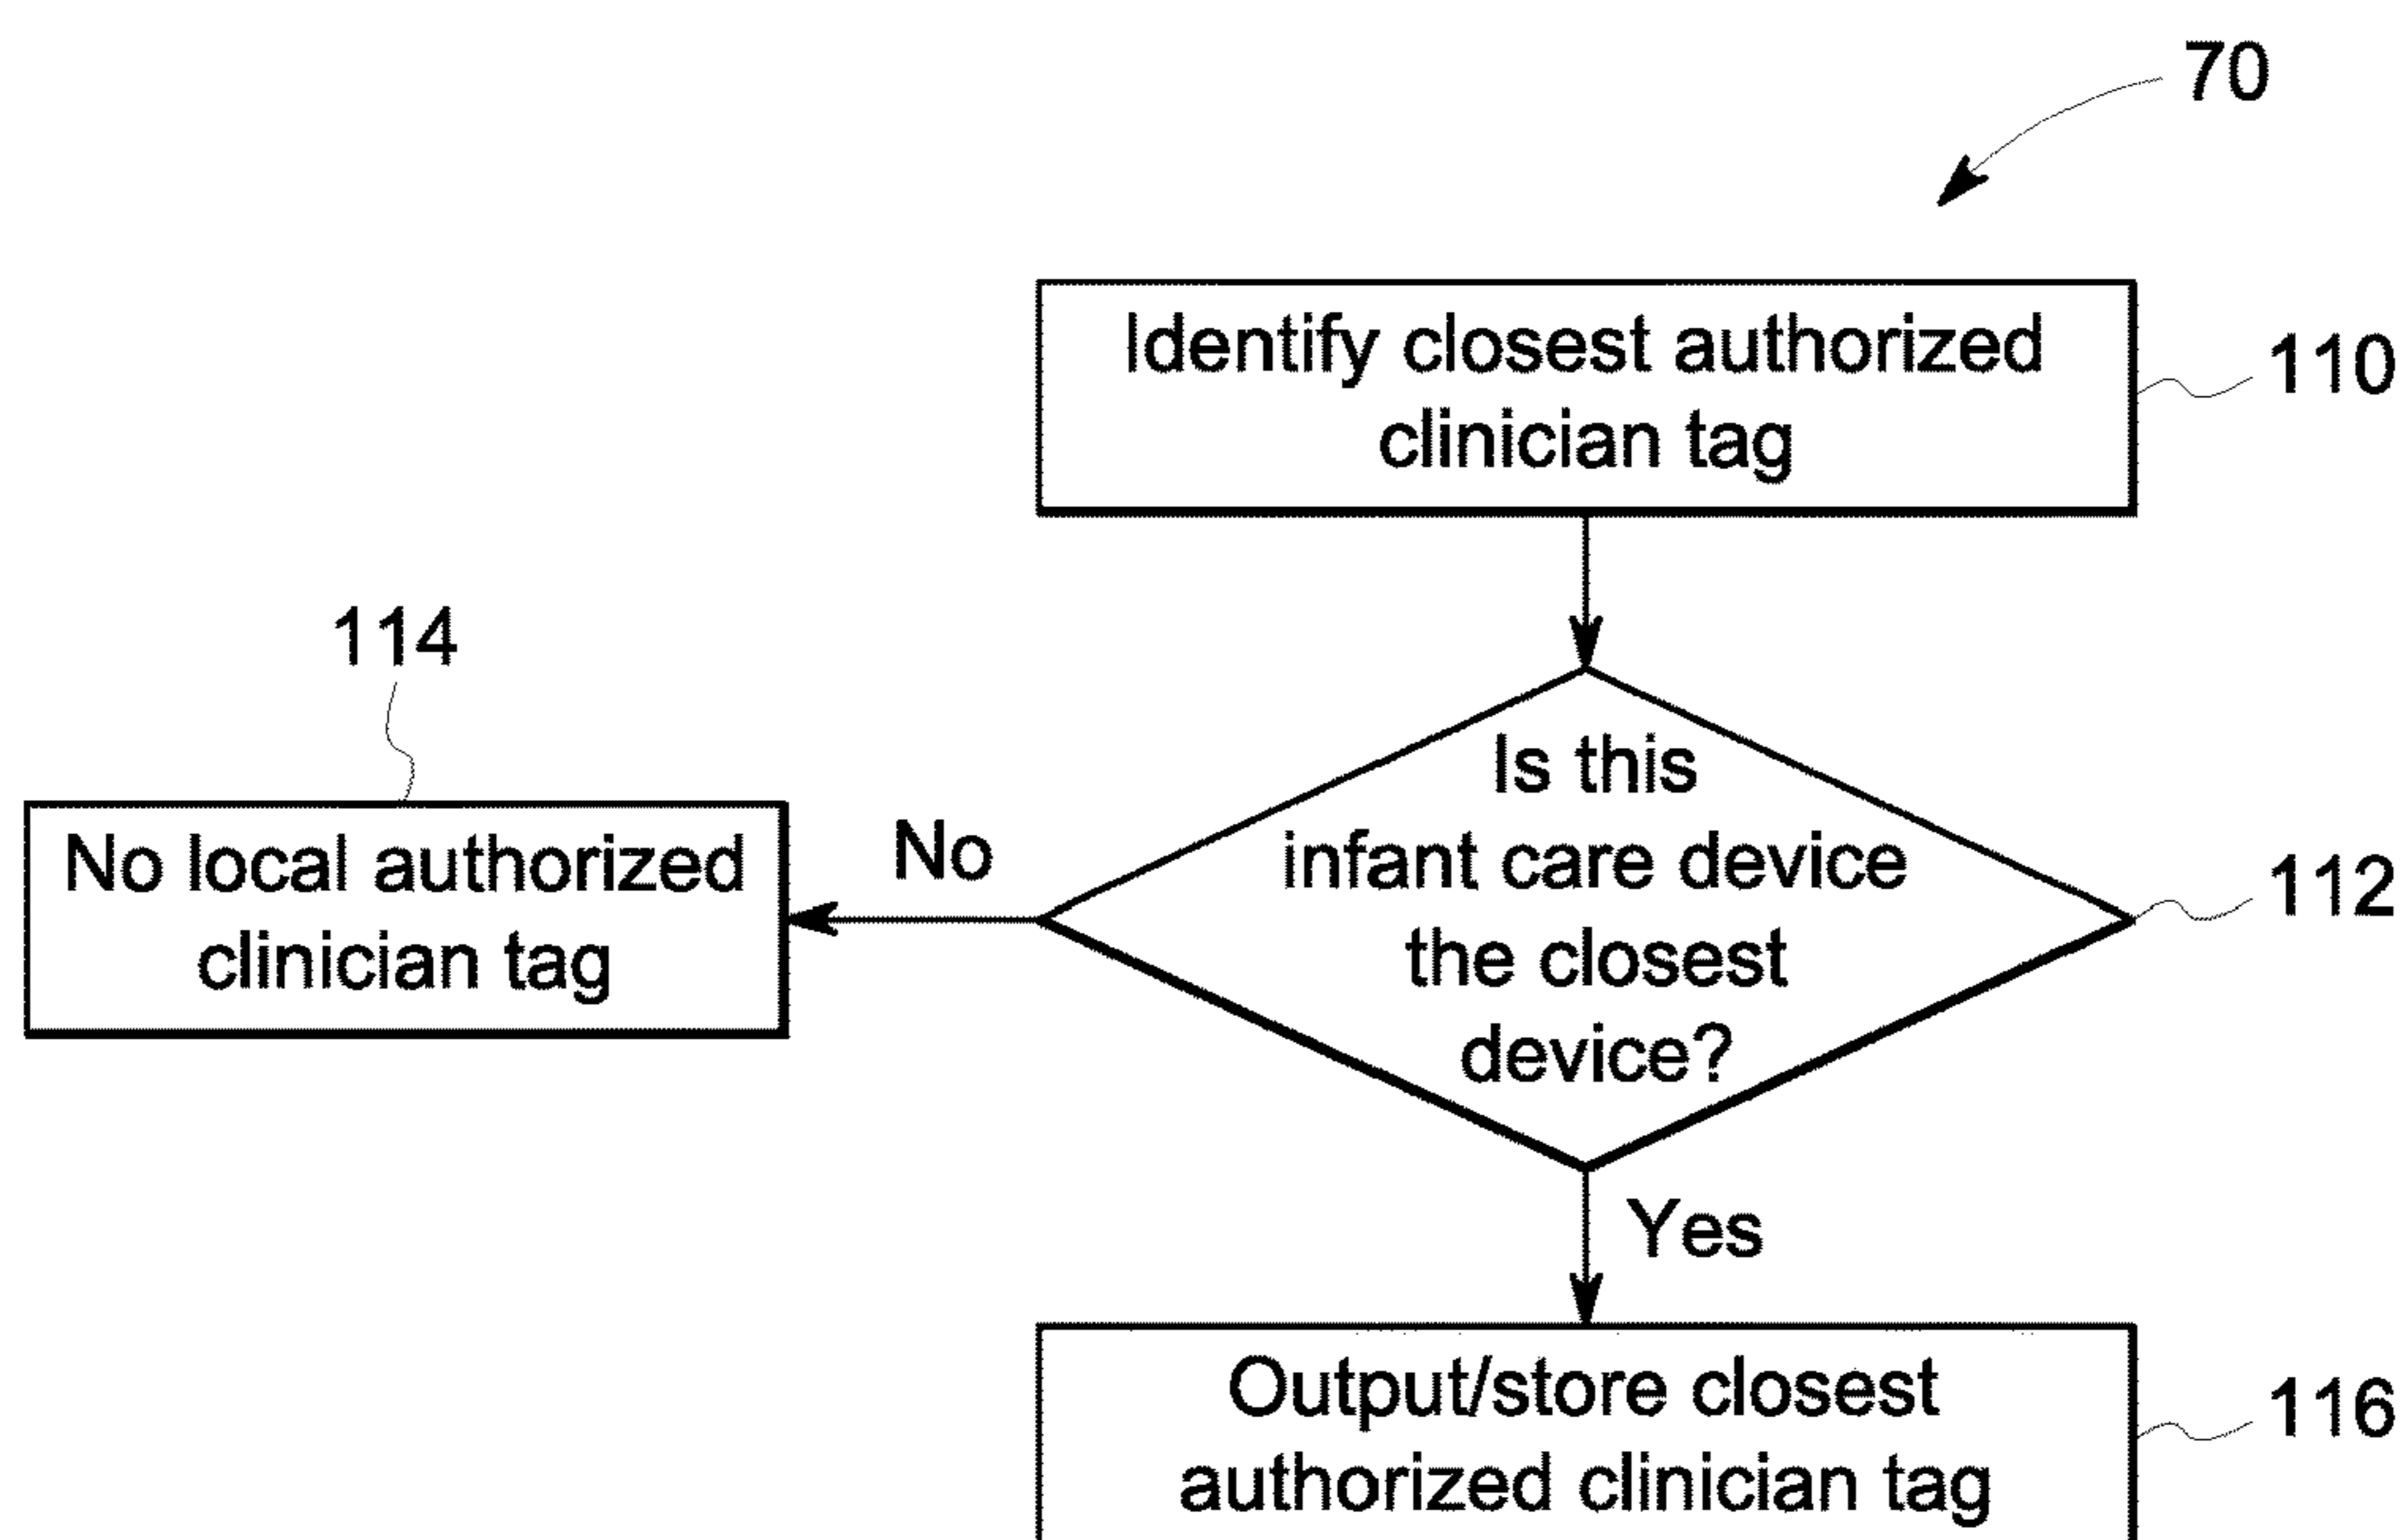 70
Identify closest authorized
clinician tag
110
114
Is this
infant care device
the closest
device?
112
No
No local authorized
clinician tag
Yes
Output/store closest
authorized clinician tag
116